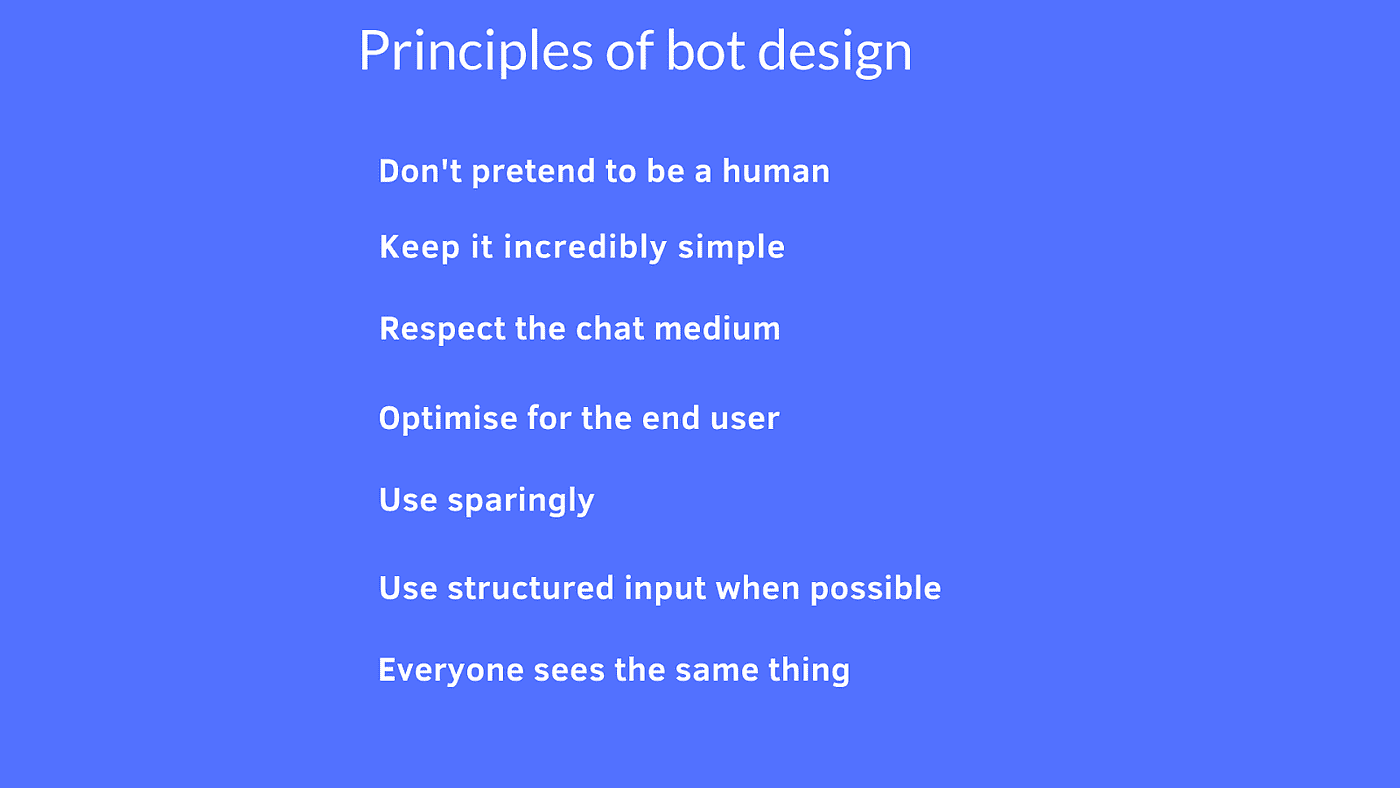 Principles of bot design
Don't pretend to be a human
Keep it incredibly simple
Respect the chat medium
Optimise for the end user
Use sparingly
Use structured input when possible
Everyone sees the same thing